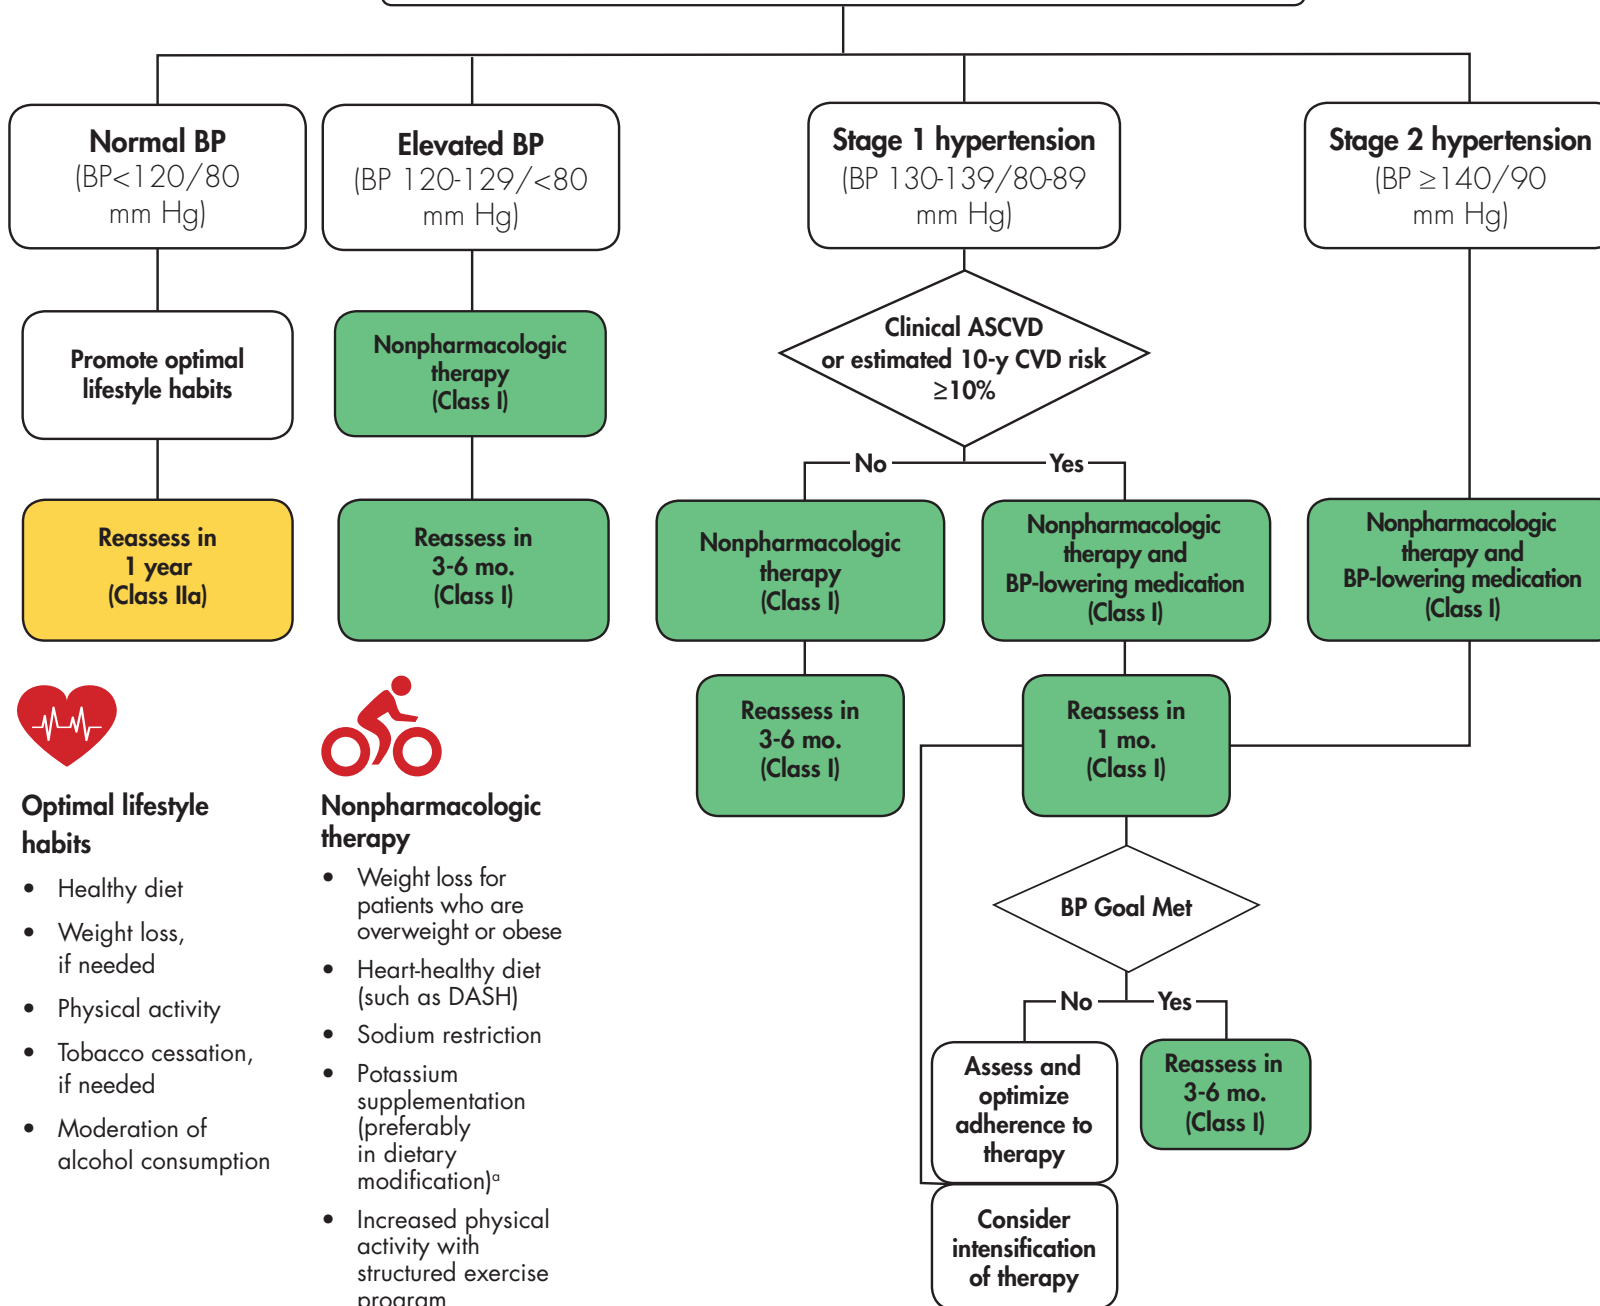 Normal BP
(BP<120/80
mm Hg)
Elevated BP
(BP 120-129/<80
mm Hg)
Stage 1 hypertension
(BP 130-139/80-89
mm Hg)
Stage 2 hypertension
(BP ≥140/90
mm Hg)
Promote optimal
lifestyle habits
Nonpharmacologic
therapy
(Class I)
Clinical ASCVD
or estimated 10-y CVD risk
≥10%
No
Yes
Reassess in
1 year
(Class IIa)
Reassess in
3-6 mo.
(Class I)
Nonpharmacologic
therapy
(Class I)
Nonpharmacologic
therapy and
BP-lowering medication
(Class I)
Nonpharmacologic
therapy and
BP-lowering medication
(Class I)
Reassess in
3-6 mo.
(Class I)
Reassess in
1 mo.
(Class I)
BP Goal Met
No
Yes
Assess and
optimize
adherence to
therapy
Reassess in
3-6 mo.
(Class I)
Consider
intensification
of therapy
Optimal lifestyle
habits
• Healthy diet
• Weight loss,
if needed
• Physical activity
• Tobacco cessation,
if needed
• Moderation of
alcohol consumption
Nonpharmacologic
therapy
• Weight loss for
patients who are
overweight or obese
• Heart-healthy diet
(such as DASH)
• Sodium restriction
• Potassium
supplementation
(preferably
in dietary
modification)ᵃ
• Increased physical
activity with
structured exercise
program